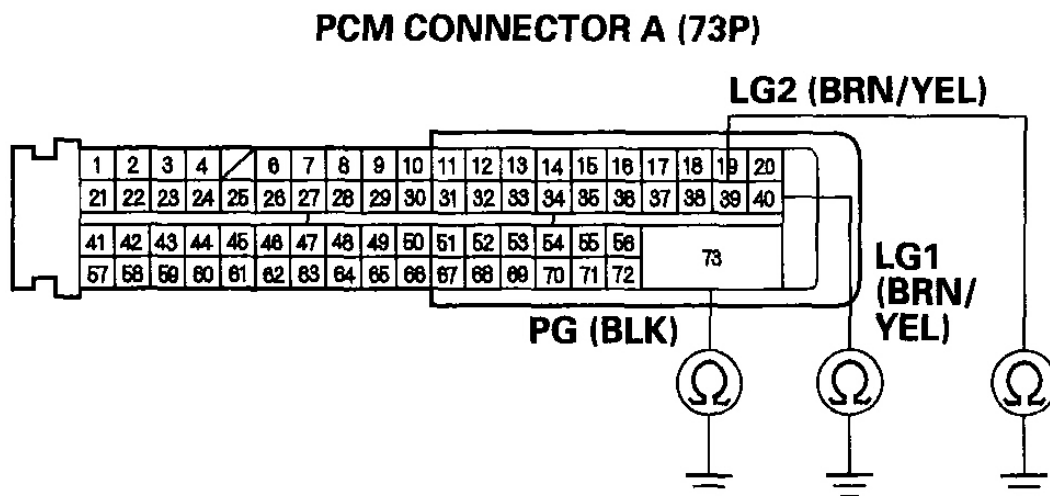 PCM CONNECTOR A (73P)
LG2 (BRN/YEL)
1 2 3 4 6 7 8 9 10 11 12 13 14 15 16 17 18 19 20
21 22 23 24 25 26 27 28 29 30 31 32 33 34 35 36 37 38 39 40
41 42 43 44 45 46 47 48 49 50 51 52 53 54 55 56 73
57 58 59 60 61 62 63 64 65 66 67 68 69 70 71 72
LG1
(BRN/
YEL)
PG (BLK)
Ω Ω Ω